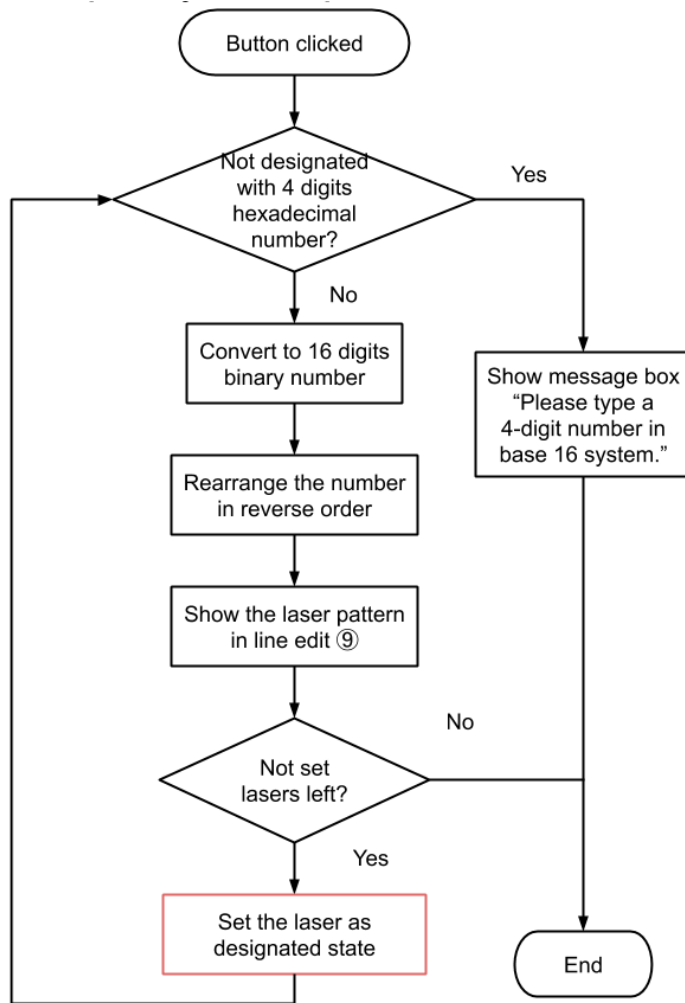 Button clicked
Not designated
with 4 digits
hexadecimal
number?
Yes
No
Convert to 16 digits
binary number
Show message box
“Please type a
4-digit number in
base 16 system.”
Rearrange the number
in reverse order
Show the laser pattern
in line edit ⑨
No
Not set
lasers left?
Yes
Set the laser as
designated state
End